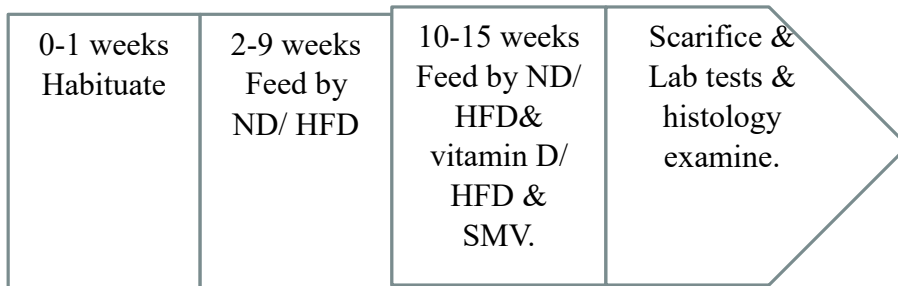 0-1 weeks
Habituate
2-9 weeks
Feed by
ND/ HFD
10-15 weeks
Feed by ND/
HFD&
vitamin D/
HFD &
SMV.
Scarifice &
Lab tests &
histology
examine.